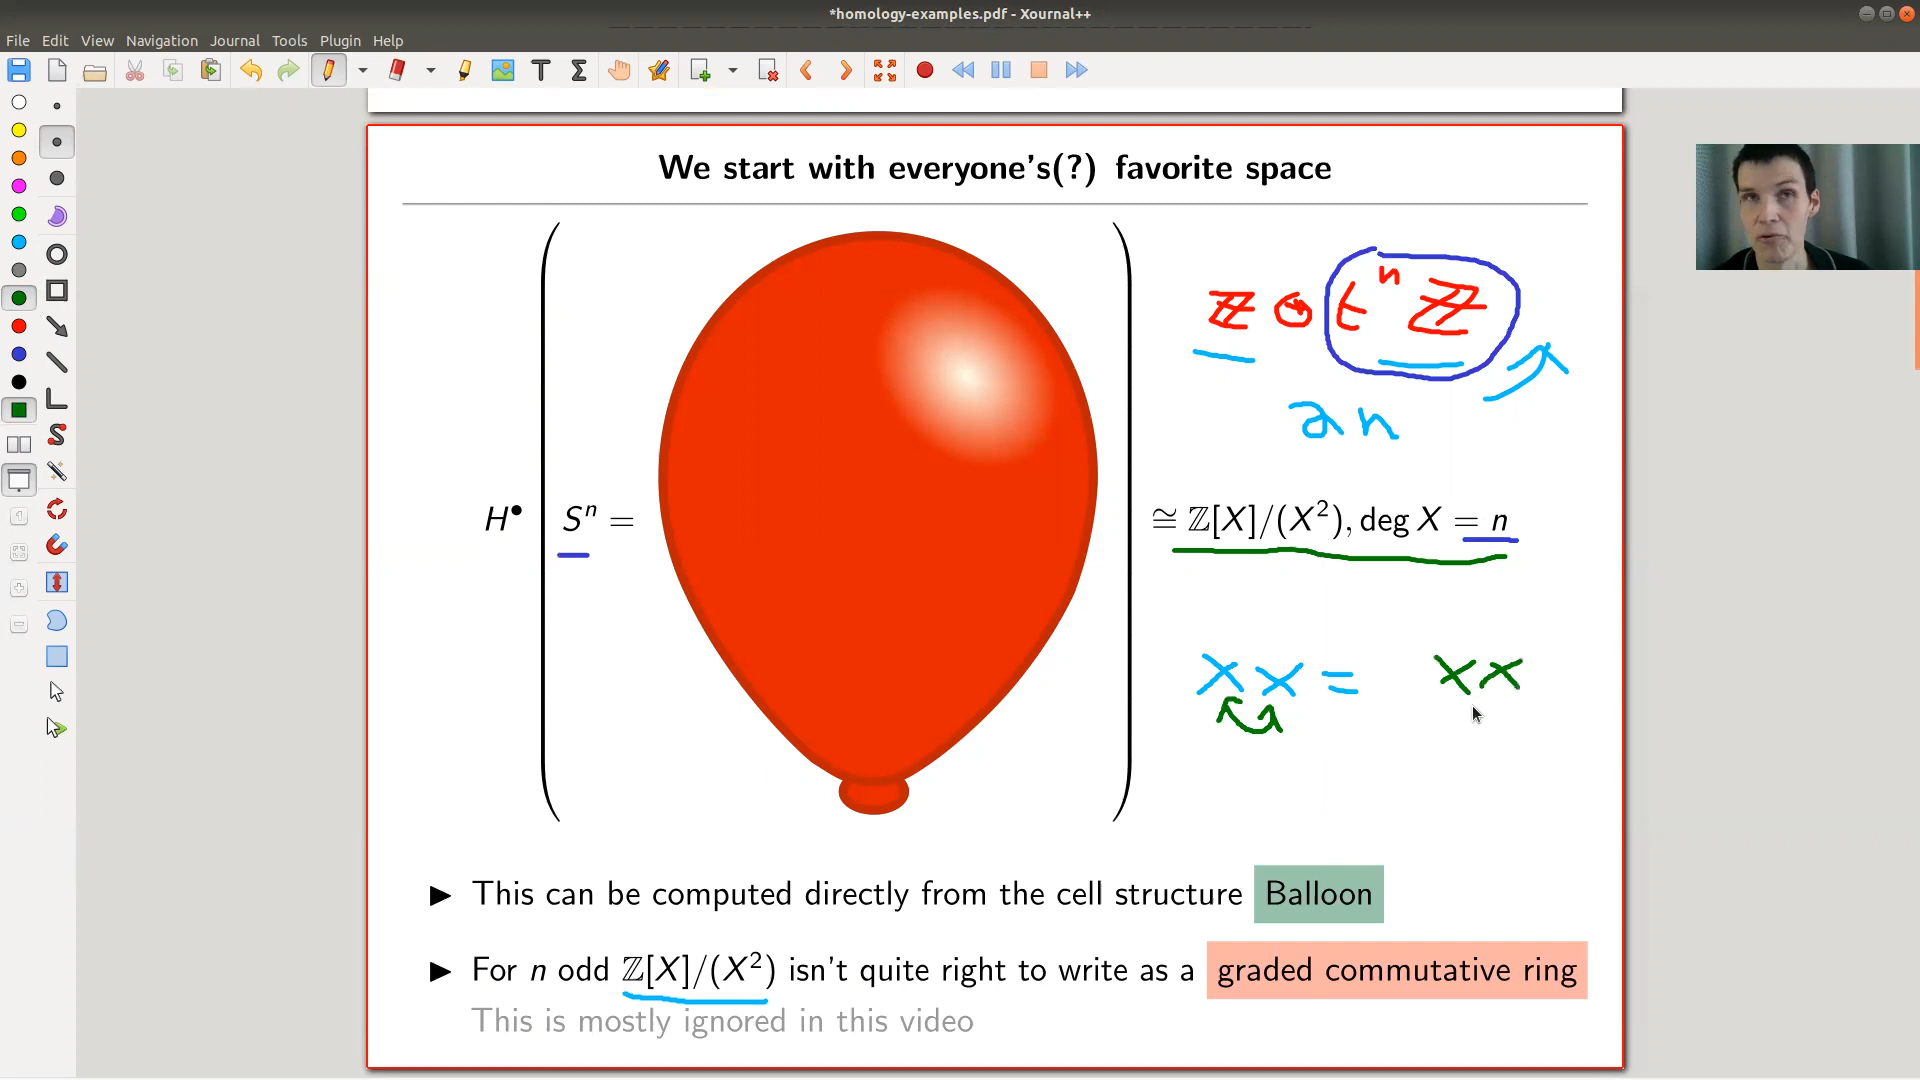 *homology-examples.pdf - Xournal++
File Edit View Navigation Journal Tools Plugin Help
We start with everyone's(?) favorite space
ℤ ⊕ tⁿ ℤ
2n
H• ( Sⁿ = ) ≅ ℤ[X]/(X²), deg X = n
X X = X X
▶ This can be computed directly from the cell structure Balloon
▶ For n odd ℤ[X]/(X²) isn't quite right to write as a graded commutative ring
This is mostly ignored in this video